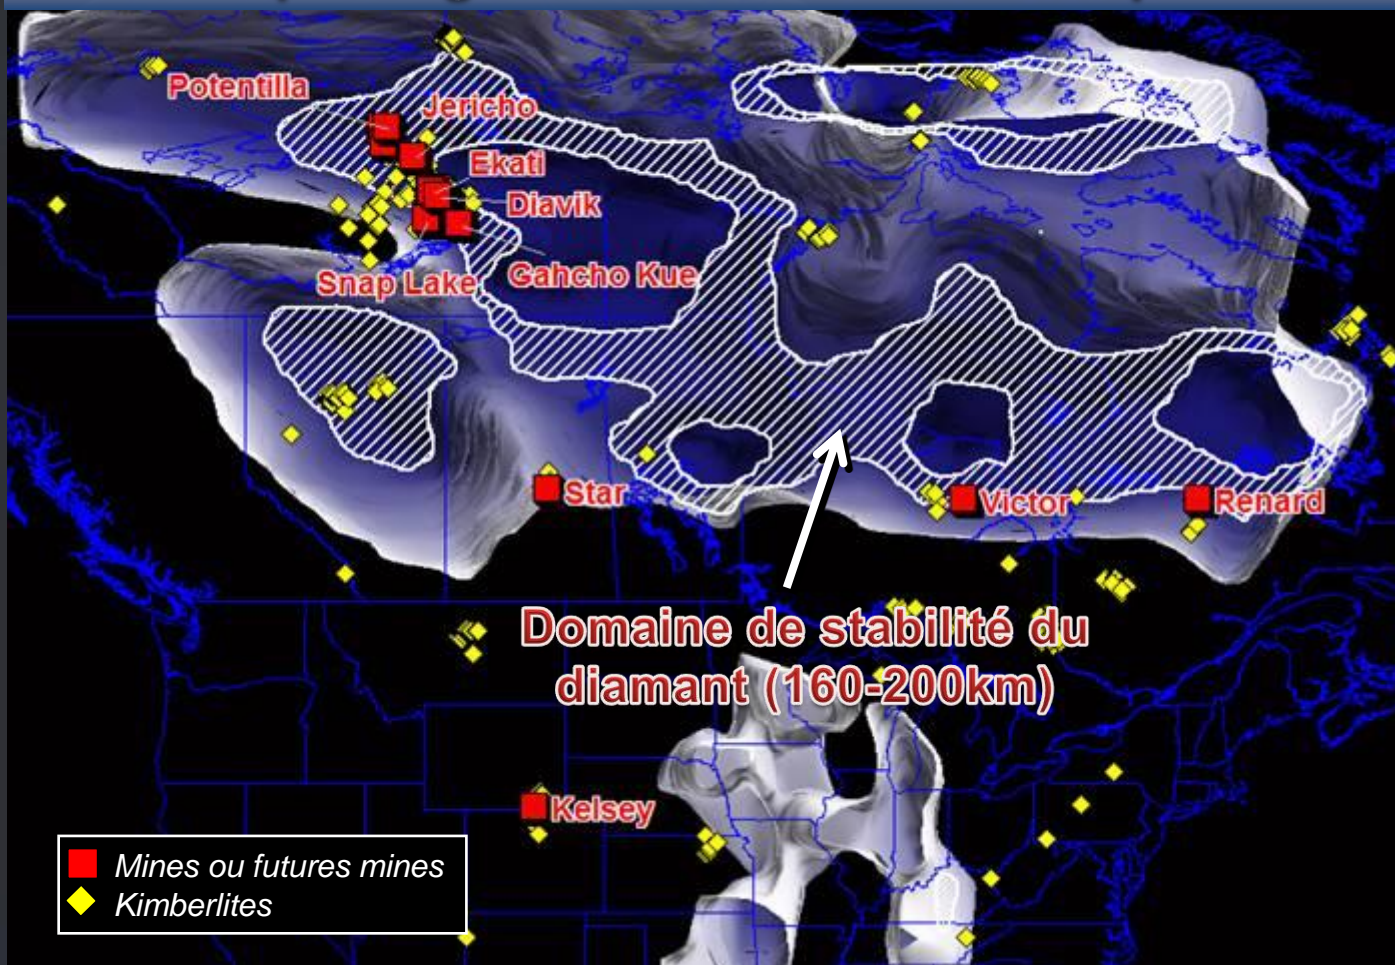 Potentilla
Jericho
Ekati
Diavik
Gahcho Kue
Snap Lake
Star
Victor
Renard
Domaine de stabilité du
diamant (160-200km)
Kelsey
Mines ou futures mines
Kimberlites